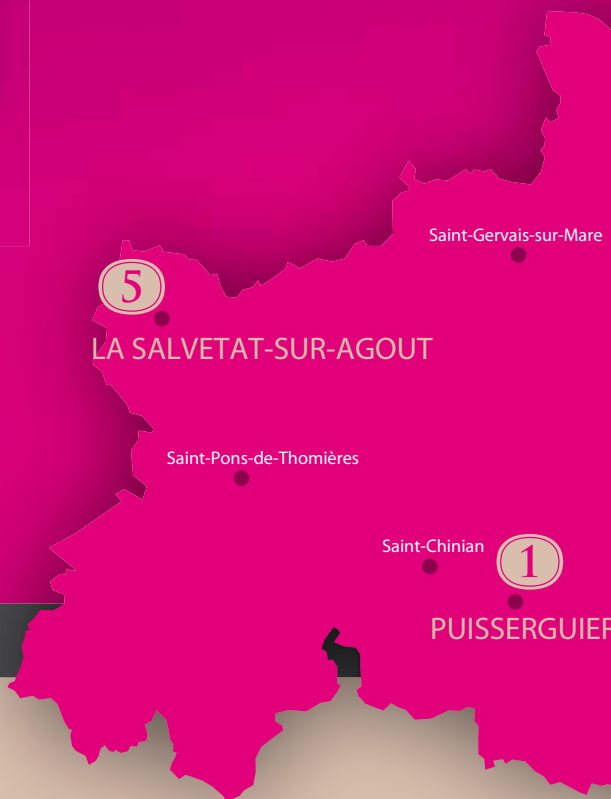 Saint-Gervais-sur-Mare
5
LA SALVETAT-SUR-AGOUT
Saint-Pons-de-Thomières
Saint-Chinian
1
PUISSERGUIER